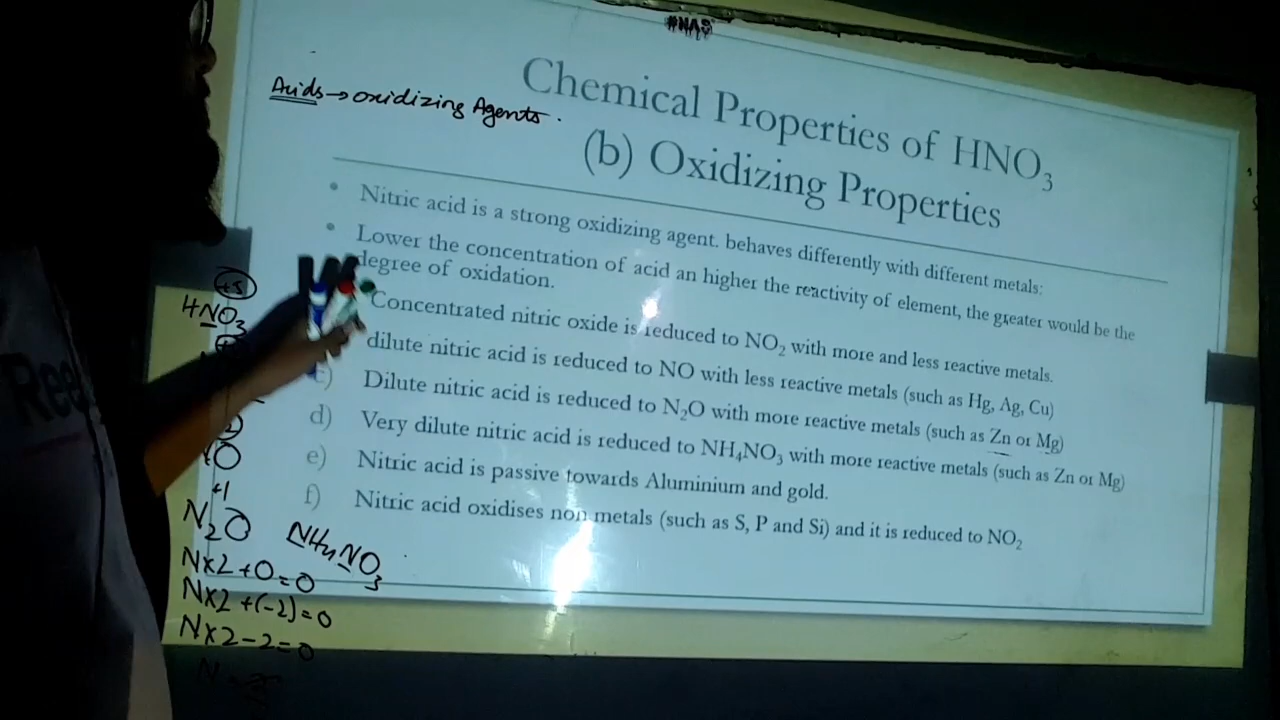 #NAS
Acids → oxidizing Agents.
Chemical Properties of HNO₃
(b) Oxidizing Properties
• Nitric acid is a strong oxidizing agent. behaves differently with different metals:
• Lower the concentration of acid an higher the reactivity of element, the greater would be the
degree of oxidation.
Concentrated nitric oxide is reduced to NO₂ with more and less reactive metals.
dilute nitric acid is reduced to NO with less reactive metals (such as Hg, Ag, Cu)
Dilute nitric acid is reduced to N₂O with more reactive metals (such as Zn or Mg)
d) Very dilute nitric acid is reduced to NH₄NO₃ with more reactive metals (such as Zn or Mg)
e) Nitric acid is passive towards Aluminium and gold.
f) Nitric acid oxidises non metals (such as S, P and Si) and it is reduced to NO₂
+5
HNO₃
+1
N₂O
NH₄NO₃
N×2+O=0
N×2+(-2)=0
N×2-2=0
Ree